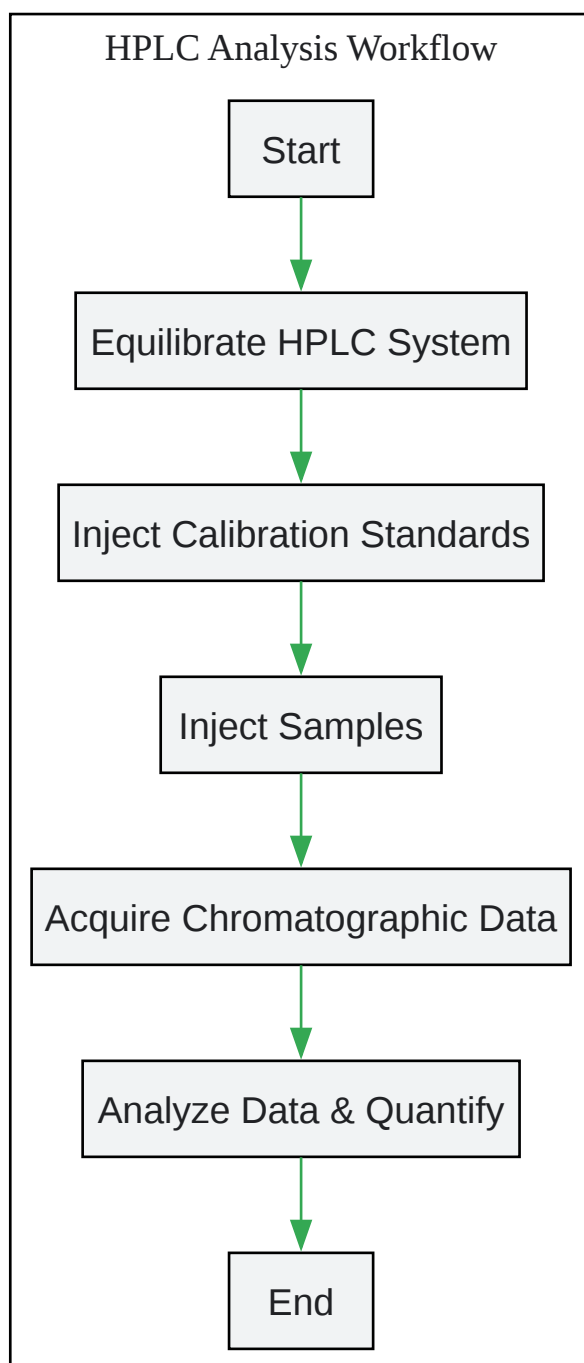 HPLC Analysis Workflow
Start
Equilibrate HPLC System
Inject Calibration Standards
Inject Samples
Acquire Chromatographic Data
Analyze Data & Quantify
End